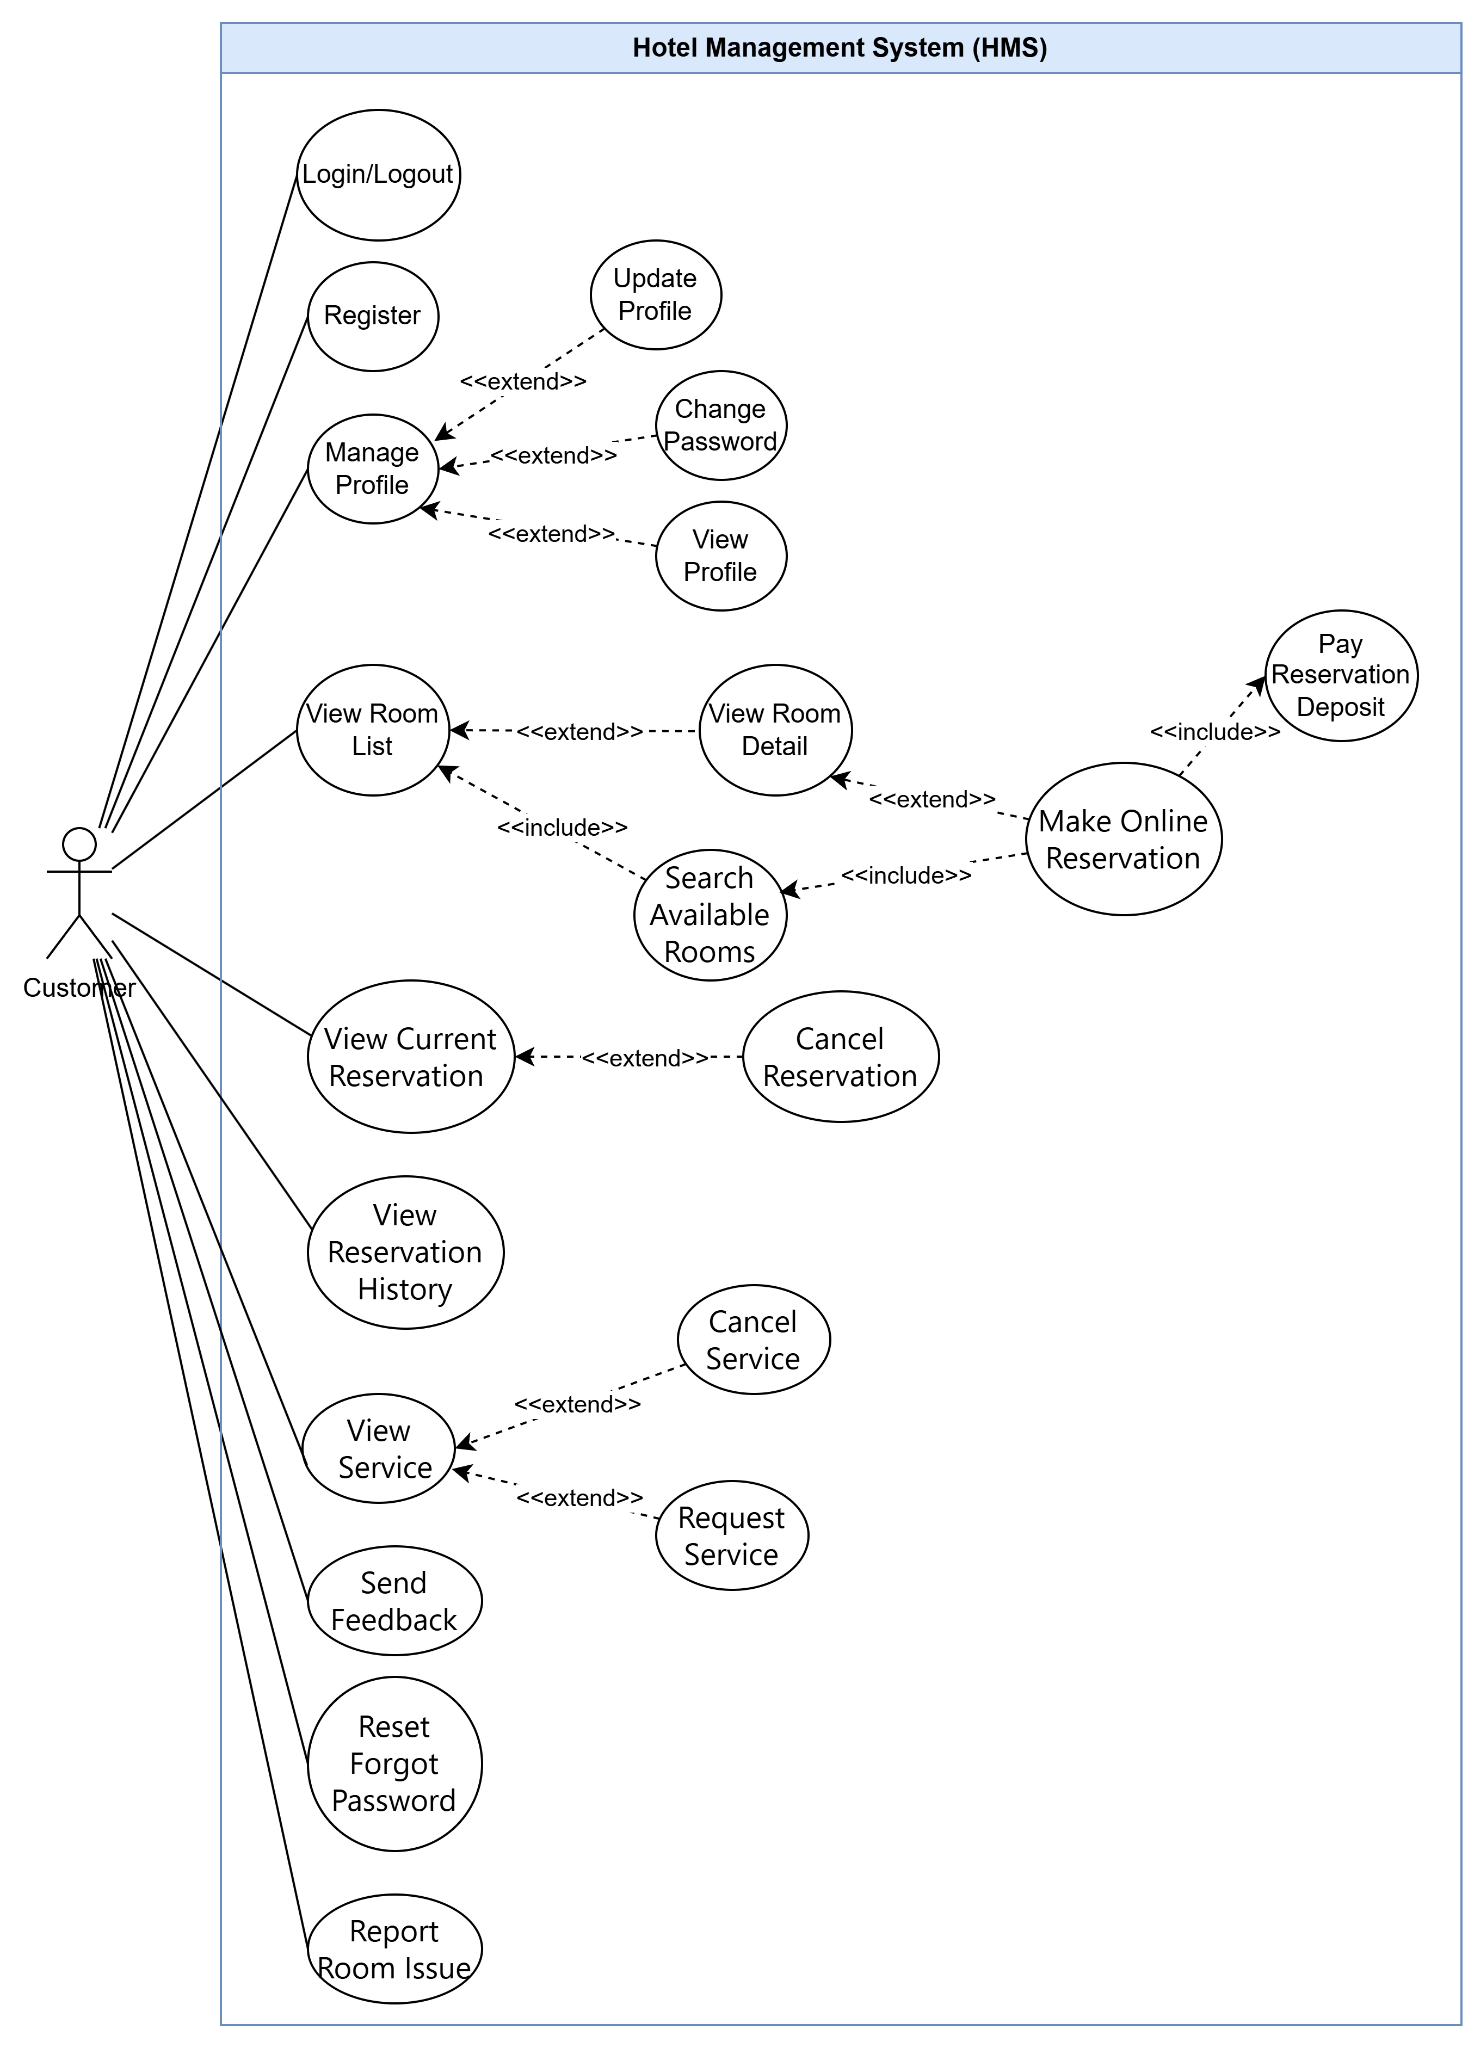 Hotel Management System (HMS)
Login/Logout
Register
Update
Profile
<<extend>>
Change
Password
<<extend>>
Manage
Profile
<<extend>>
View
Profile
Pay
Reservation
Deposit
<<include>>
View Room
List
<<extend>>
View Room
Detail
<<extend>>
Make Online
Reservation
<<include>>
<<include>>
Search
Available
Rooms
Customer
View Current
Reservation
<<extend>>
Cancel
Reservation
View
Reservation
History
Cancel
Service
<<extend>>
View
Service
<<extend>>
Request
Service
Send
Feedback
Reset
Forgot
Password
Report
Room Issue